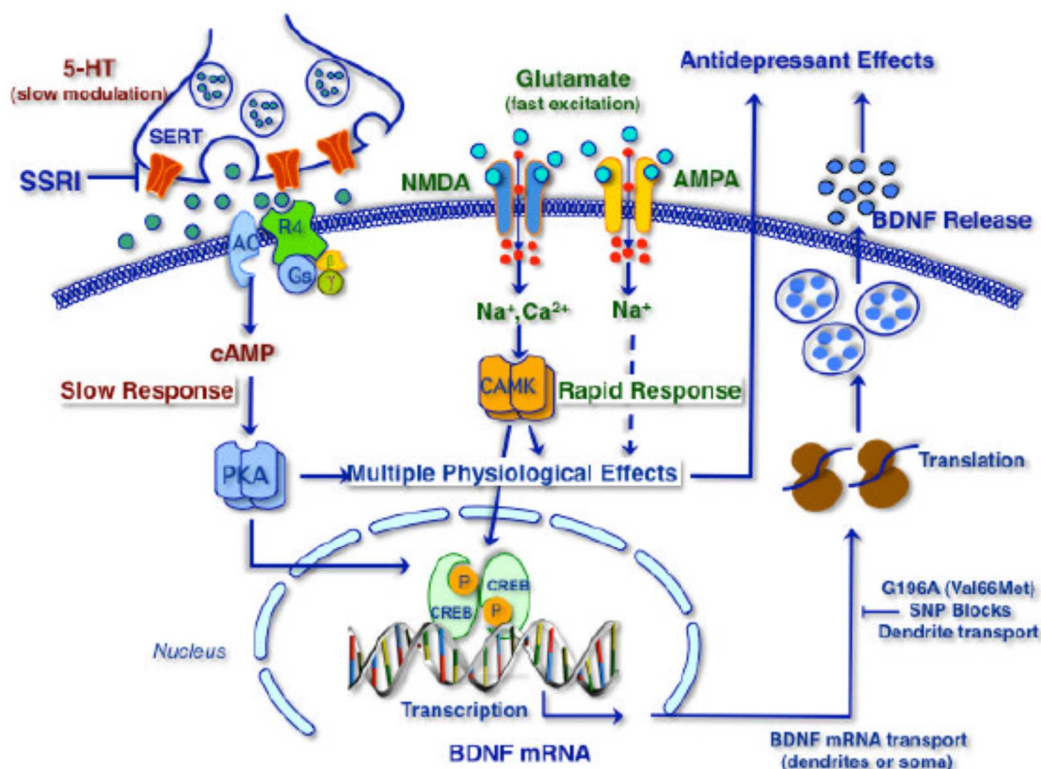 5-HT
(slow modulation)
SERT
SSRI
AC
R4
Gs
β
γ
cAMP
Slow Response
PKA
Glutamate
(fast excitation)
NMDA
AMPA
Na⁺,Ca²⁺
Na⁺
CAMK
Rapid Response
Multiple Physiological Effects
Antidepressant Effects
BDNF Release
Translation
G196A (Val66Met)
SNP Blocks
Dendrite transport
Nucleus
P
CREB
CREB
P
Transcription
BDNF mRNA
BDNF mRNA transport
(dendrites or soma)